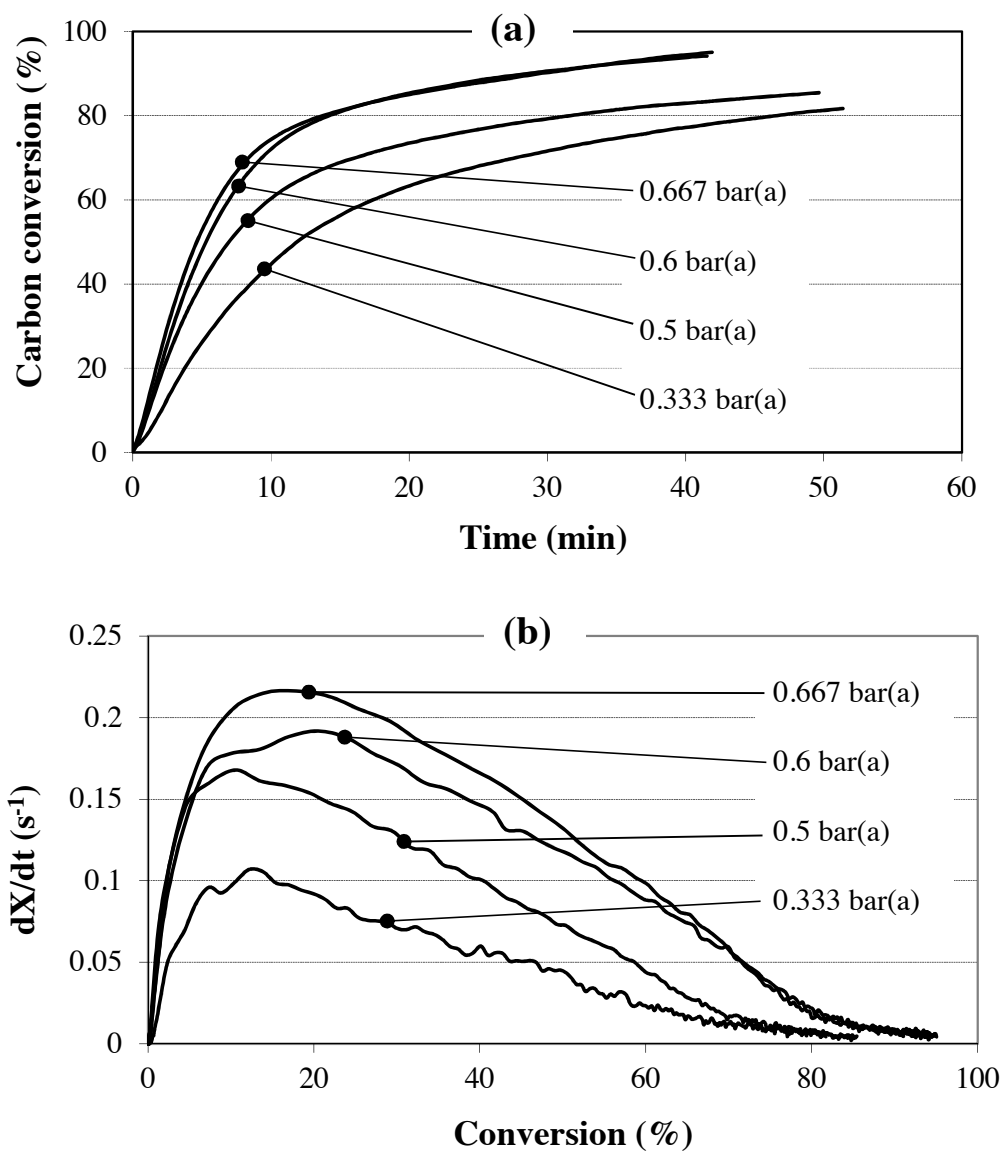 (a)
Carbon conversion (%)
100
80
60
40
20
0
0.667 bar(a)
0.6 bar(a)
0.5 bar(a)
0.333 bar(a)
0 10 20 30 40 50 60
Time (min)
(b)
dX/dt (s-1)
0.25
0.2
0.15
0.1
0.05
0
0.667 bar(a)
0.6 bar(a)
0.5 bar(a)
0.333 bar(a)
0 20 40 60 80 100
Conversion (%)